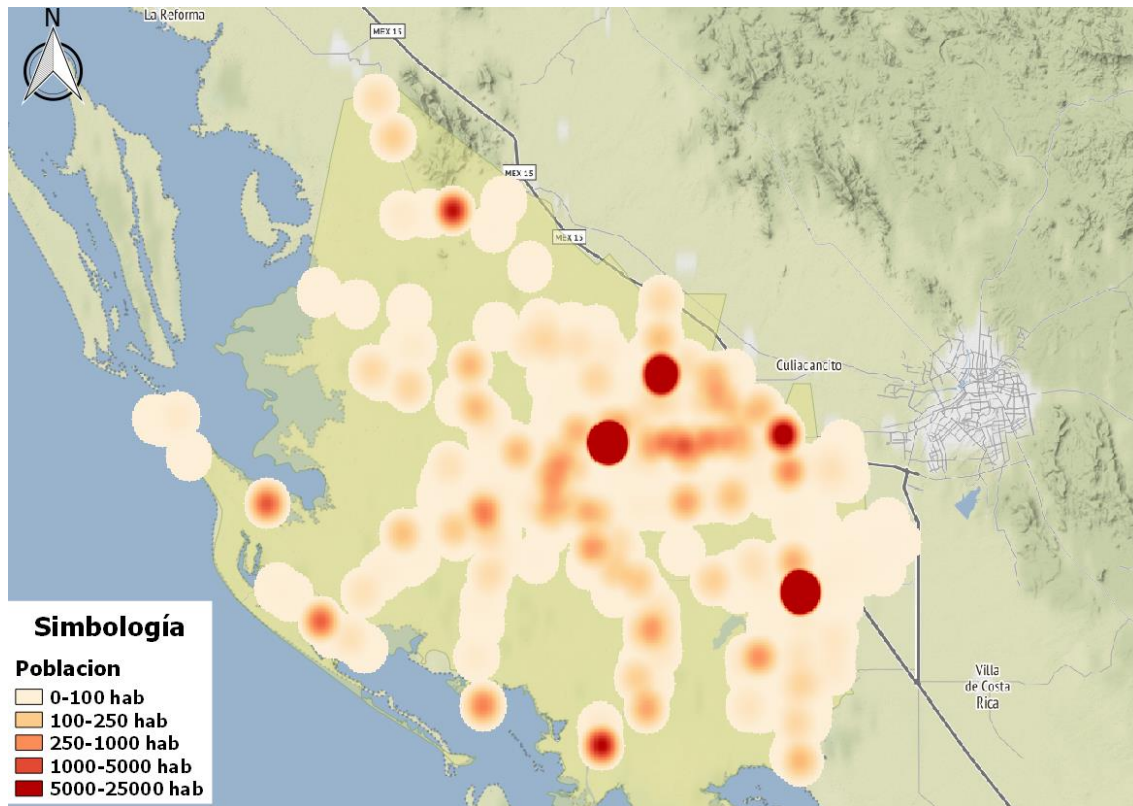 La Reforma
N
MEX 15
MEX 15
MEX 15
Culiacancito
Villa
de Costa
Rica
Simbología
Poblacion
0-100 hab
100-250 hab
250-1000 hab
1000-5000 hab
5000-25000 hab